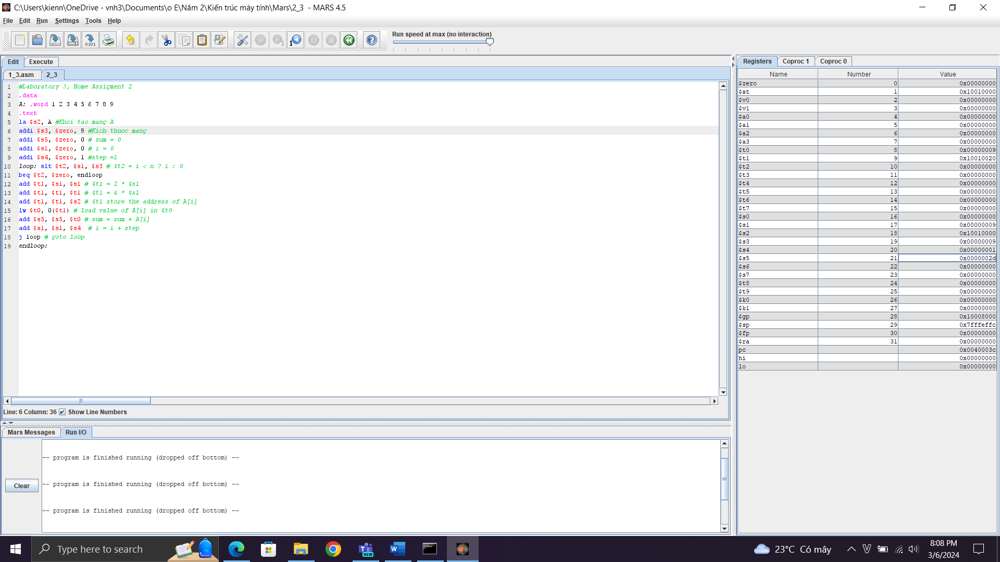 C:\Users\kienn\OneDrive - vnh3\Documents\o E\Năm 2\Kiến trúc máy tính\Mars\2_3 - MARS 4.5
File Edit Run Settings Tools Help
Run speed at max (no interaction)
Edit Execute
1_3.asm 2_3
1 #Laboratory 3, Home Assigment 2
2 .data
3 A: .word 1 2 3 4 5 6 7 8 9
4 .text
5 la $s2, A #Khoi tao mang A
6 addi $s3, $zero, 9 #Kich thuoc mang
7 addi $s5, $zero, 0 # sum = 0
8 addi $s1, $zero, 0 # i = 0
9 addi $s4, $zero, 1 #step =1
10 loop: slt $t2, $s1, $s3 # $t2 = i < n ? 1 : 0
11 beq $t2, $zero, endloop
12 add $t1, $s1, $s1 # $t1 = 2 * $s1
13 add $t1, $t1, $t1 # $t1 = 4 * $s1
14 add $t1, $t1, $s2 # $t1 store the address of A[i]
15 lw $t0, 0($t1) # load value of A[i] in $t0
16 add $s5, $s5, $t0 # sum = sum + A[i]
17 add $s1, $s1, $s4 # i = i + step
18 j loop # goto loop
19 endloop:
Line: 6 Column: 36 Show Line Numbers
Mars Messages Run I/O
-- program is finished running (dropped off bottom) --
Clear
-- program is finished running (dropped off bottom) --
-- program is finished running (dropped off bottom) --
Registers Coproc 1 Coproc 0
Name Number Value
$zero 0 0x00000000
$at 1 0x10010000
$v0 2 0x00000000
$v1 3 0x00000000
$a0 4 0x00000000
$a1 5 0x00000000
$a2 6 0x00000000
$a3 7 0x00000000
$t0 8 0x00000009
$t1 9 0x10010020
$t2 10 0x00000000
$t3 11 0x00000000
$t4 12 0x00000000
$t5 13 0x00000000
$t6 14 0x00000000
$t7 15 0x00000000
$s0 16 0x00000000
$s1 17 0x00000009
$s2 18 0x10010000
$s3 19 0x00000009
$s4 20 0x00000001
$s5 21 0x0000002d
$s6 22 0x00000000
$s7 23 0x00000000
$t8 24 0x00000000
$t9 25 0x00000000
$k0 26 0x00000000
$k1 27 0x00000000
$gp 28 0x10008000
$sp 29 0x7fffeffc
$fp 30 0x00000000
$ra 31 0x00000000
pc 0x0040003c
hi 0x00000000
lo 0x00000000
Type here to search
NEW
23°C Có mây
8:08 PM
3/6/2024